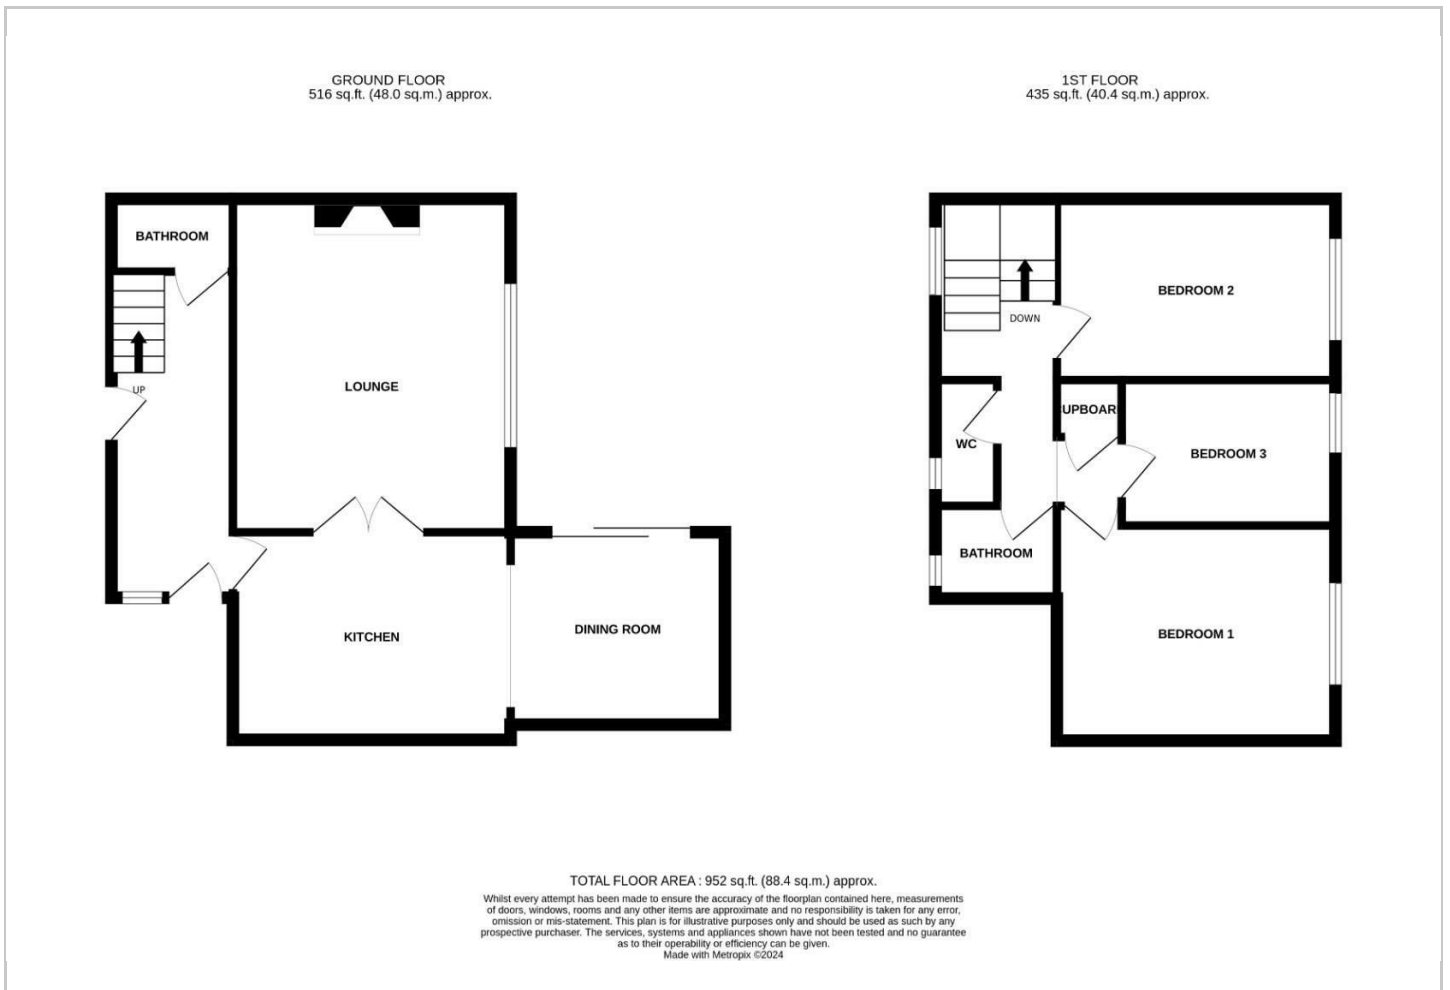 GROUND FLOOR
516 sq.ft. (48.0 sq.m.) approx.
1ST FLOOR
435 sq.ft. (40.4 sq.m.) approx.
BATHROOM
UP
LOUNGE
KITCHEN
DINING ROOM
BEDROOM 2
DOWN
UPBOAR
WC
BEDROOM 3
BATHROOM
BEDROOM 1
TOTAL FLOOR AREA : 952 sq.ft. (88.4 sq.m.) approx.
Whilst every attempt has been made to ensure the accuracy of the floorplan contained here, measurements
of doors, windows, rooms and any other items are approximate and no responsibility is taken for any error,
omission or mis-statement. This plan is for illustrative purposes only and should be used as such by any
prospective purchaser. The services, systems and appliances shown have not been tested and no guarantee
as to their operability or efficiency can be given.
Made with Metropix ©2024